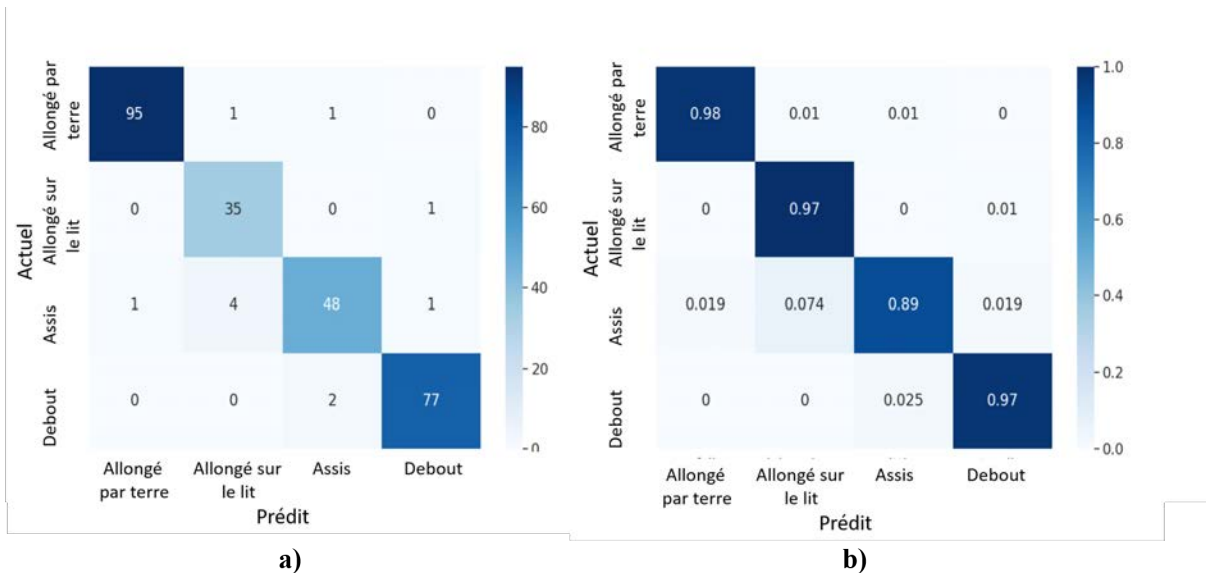 Actuel
Allongé par
terre
Allongé sur
le lit
Assis
Debout
95 1 1 0
0 35 0 1
1 4 48 1
0 0 2 77
80
60
40
20
0
Allongé
par terre
Allongé sur
le lit
Assis
Debout
Prédit
a)
Actuel
Allongé par
terre
Allongé sur
le lit
Assis
Debout
0.98 0.01 0.01 0
0 0.97 0 0.01
0.019 0.074 0.89 0.019
0 0 0.025 0.97
1.0
0.8
0.6
0.4
0.2
0.0
Allongé
par terre
Allongé sur
le lit
Assis
Debout
Prédit
b)